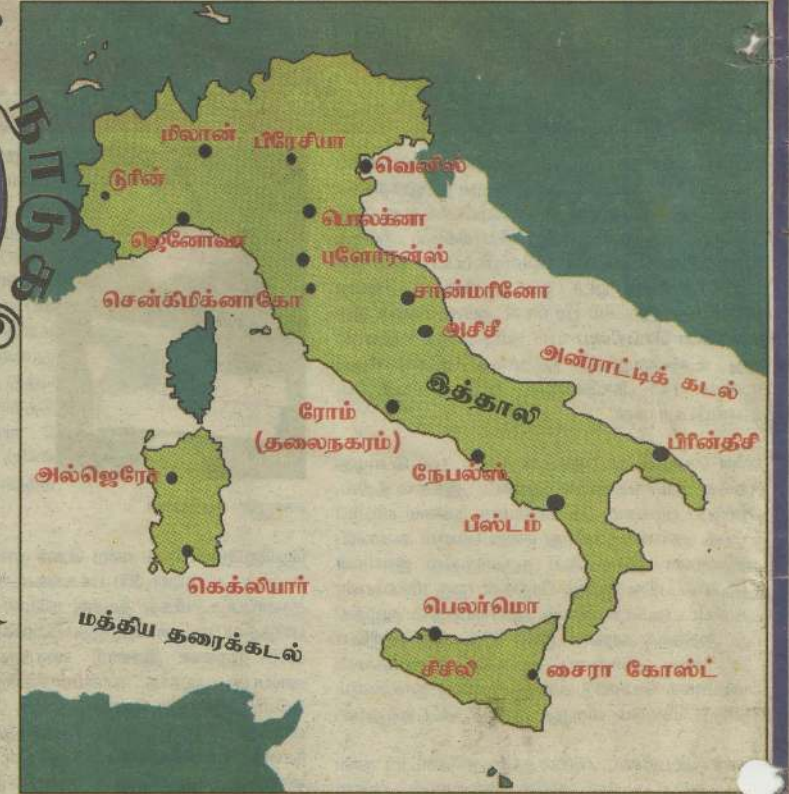 நாடுக
மிலான்
பிரேசியா
வெனிஸ்
டூரின்
ஜெனோவா
பொலக்னா
புளோரன்ஸ்
சென்கிமிக்னாகோ
சான்மரினோ
அசிசீ
அன்ராட்டிக் கடல்
இத்தாலி
ரோம்
(தலைநகரம்)
நேபல்ஸ்
பிரின்திசி
பீஸ்டம்
அல்ஜெரோ
கெக்லியார்
மத்திய தரைக்கடல்
பெலர்மொ
சிசிலி
சைரா கோஸ்ட்